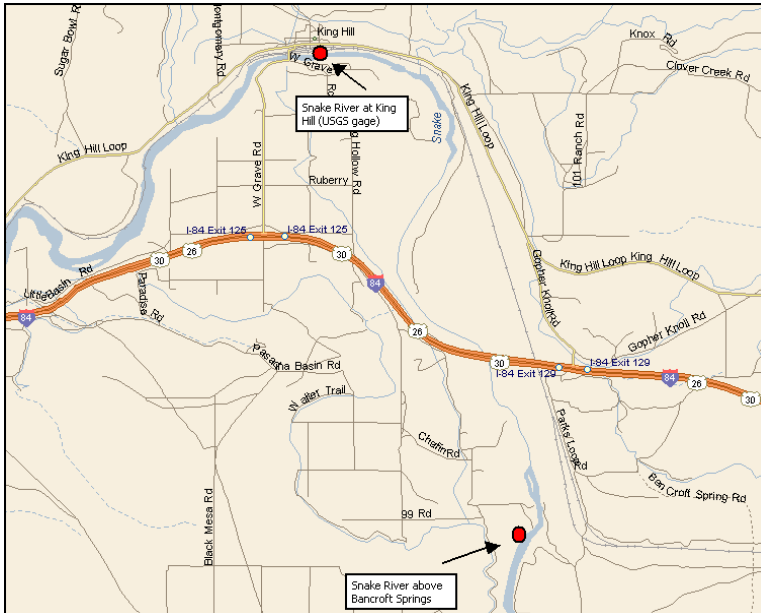 Sugar Bowl Rd
Montgomery Rd
King Hill
W Grave
Knox Rd
Clover Creek Rd
Snake River at King
Hill (USGS gage)
King Hill Loop
Snake
King Hill Loop
W Grave Rd
Hollow Rd
Ruberry
101 Ranch Rd
I-84 Exit 125
I-84 Exit 125
30
26
30
84
26
King Hill Loop King Hill Loop
Gopher Knoll Rd
Gopher Knoll Rd
Little Basin Rd
84
Paradise Rd
Pasadena Basin Rd
30
I-84 Exit 129
I-84 Exit 129
84
26
30
Walter Trail
Chafin Rd
Parks Loop Rd
Ben Croft Spring Rd
Black Mesa Rd
99 Rd
Snake River above
Bancroft Springs